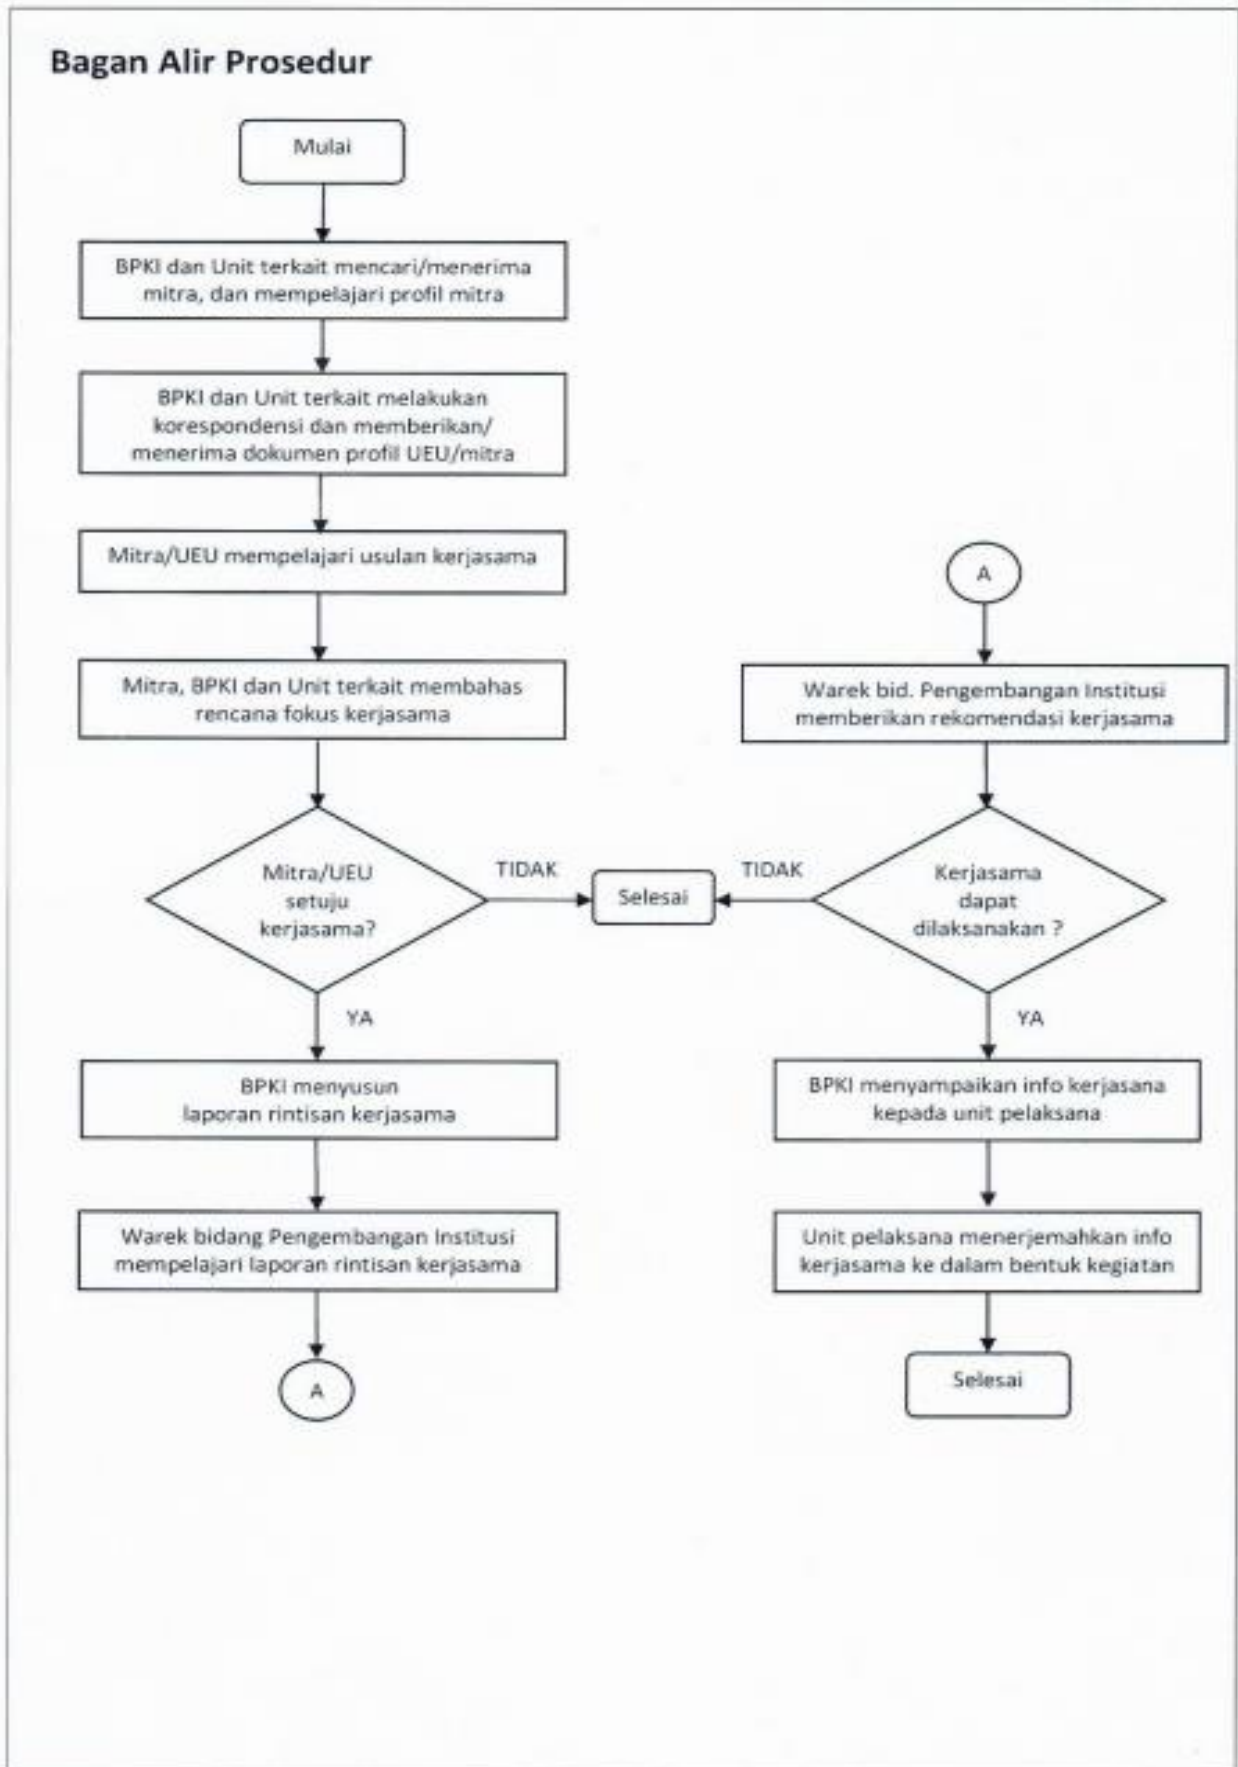 Bagan Alir Prosedur
Mulai
BPKI dan Unit terkait mencari/menerima
mitra, dan mempelajari profil mitra
BPKI dan Unit terkait melakukan
korespondensi dan memberikan/
menerima dokumen profil UEU/mitra
Mitra/UEU mempelajari usulan kerjasama
Mitra, BPKI dan Unit terkait membahas
rencana fokus kerjasama
Mitra/UEU
setuju
kerjasama?
TIDAK
Selesai
YA
BPKI menyusun
laporan rintisan kerjasama
Warek bidang Pengembangan Institusi
mempelajari laporan rintisan kerjasama
A
A
Warek bid. Pengembangan Institusi
memberikan rekomendasi kerjasama
Kerjasama
dapat
dilaksanakan ?
TIDAK
YA
BPKI menyampaikan info kerjasana
kepada unit pelaksana
Unit pelaksana menerjemahkan info
kerjasama ke dalam bentuk kegiatan
Selesai